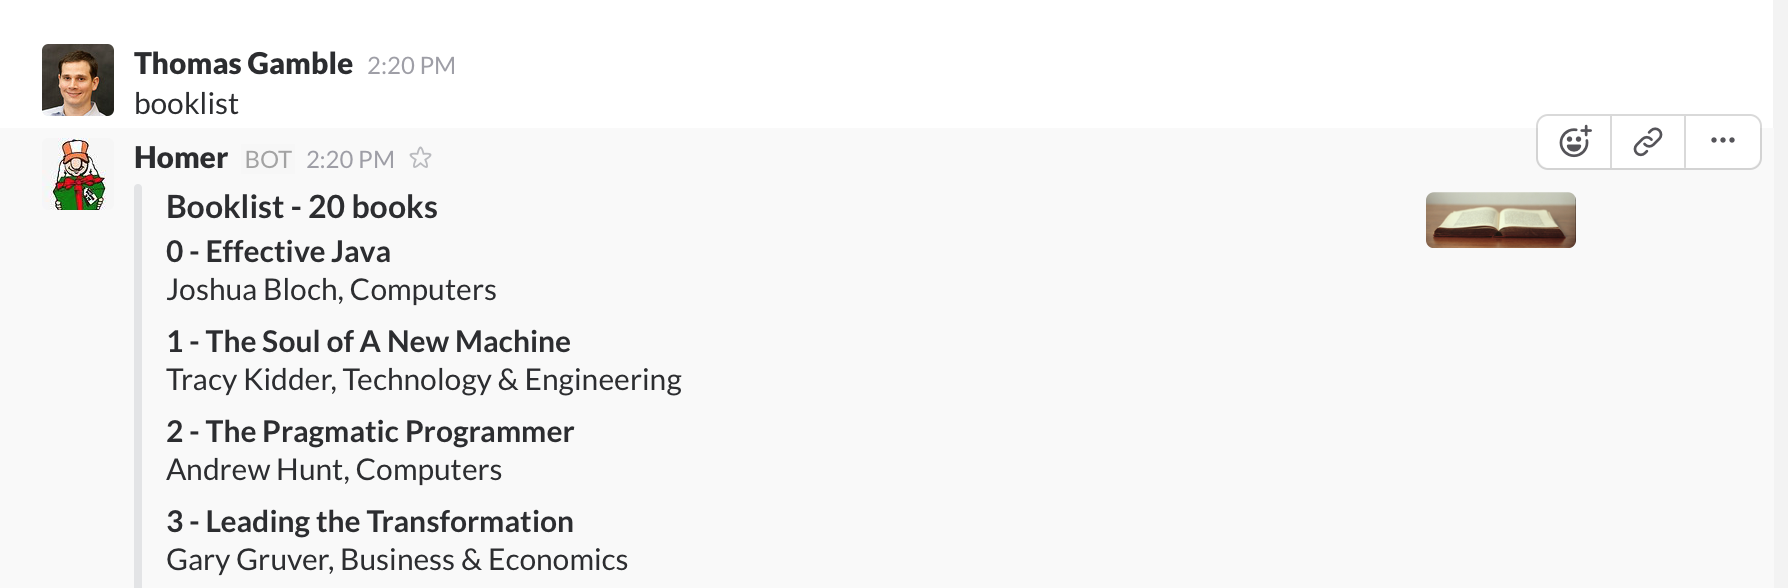 Thomas Gamble 2:20 PM
booklist
Homer BOT 2:20 PM
Booklist - 20 books
0 - Effective Java
Joshua Bloch, Computers
1 - The Soul of A New Machine
Tracy Kidder, Technology & Engineering
2 - The Pragmatic Programmer
Andrew Hunt, Computers
3 - Leading the Transformation
Gary Gruver, Business & Economics